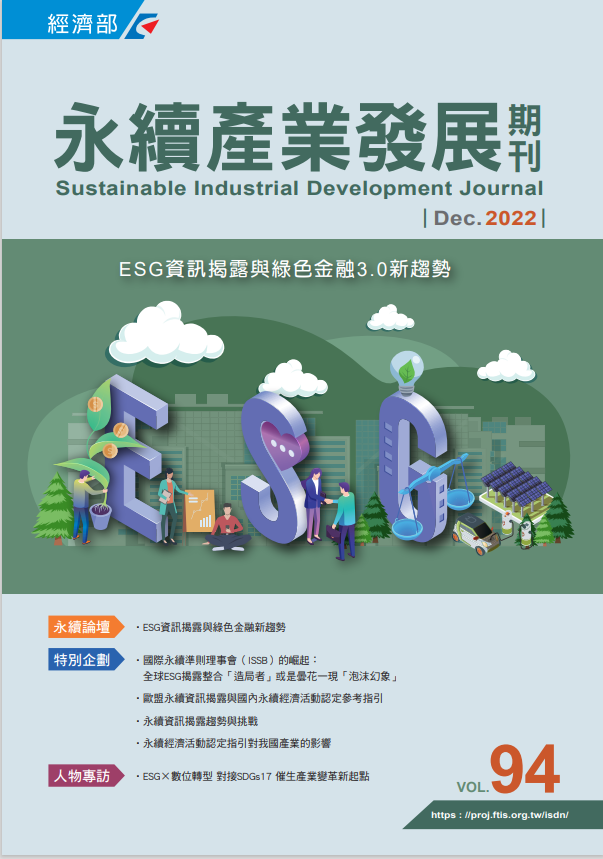 經濟部
永續產業發展期刊
Sustainable Industrial Development Journal
|Dec. 2022|
ESG資訊揭露與綠色金融3.0新趨勢
ESG
永續論壇
・ESG資訊揭露與綠色金融新趨勢
特別企劃
・國際永續準則理事會(ISSB)的崛起：
全球ESG揭露整合「造局者」或是曇花一現「泡沫幻象」
・歐盟永續資訊揭露與國內永續經濟活動認定參考指引
・永續資訊揭露趨勢與挑戰
・永續經濟活動認定指引對我國產業的影響
人物專訪
・ESG×數位轉型 對接SDGs17 催生產業變革新起點
VOL.94
https : //proj.ftis.org.tw/isdn/